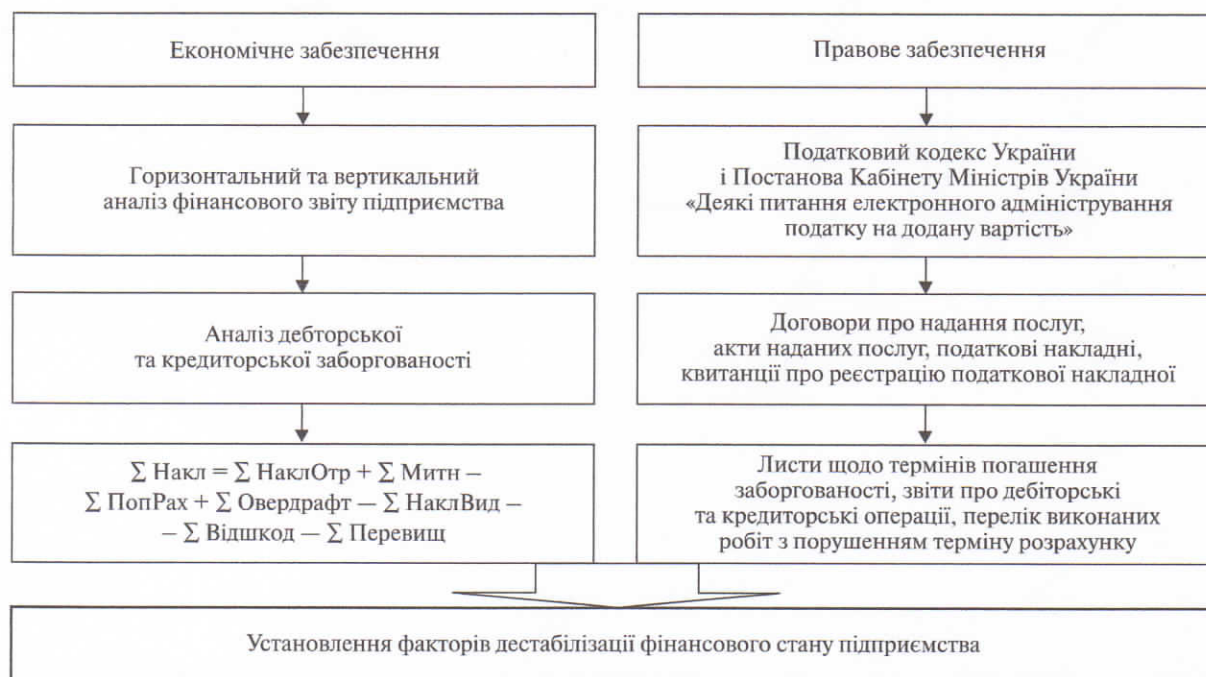 Економічне забезпечення
Горизонтальний та вертикальний
аналіз фінансового звіту підприємства
Аналіз дебторської
та кредиторської заборгованості
∑ Накл = ∑ НаклОтр + ∑ Митн –
∑ ПопРах + ∑ Овердрафт — ∑ НаклВид -
– ∑ Відшкод — ∑ Перевищ
Правове забезпечення
Податковий кодекс України
і Постанова Кабінету Міністрів України
«Деякі питання електронного адміністрування
податку на додану вартість»
Договори про надання послуг,
акти наданих послуг, податкові накладні,
квитанції про реєстрацію податкової накладної
Листи щодо термінів погашення
заборгованості, звіти про дебіторські
та кредиторські операції, перелік виконаних
робіт з порушенням терміну розрахунку
Установлення факторів дестабілізації фінансового стану підприємства